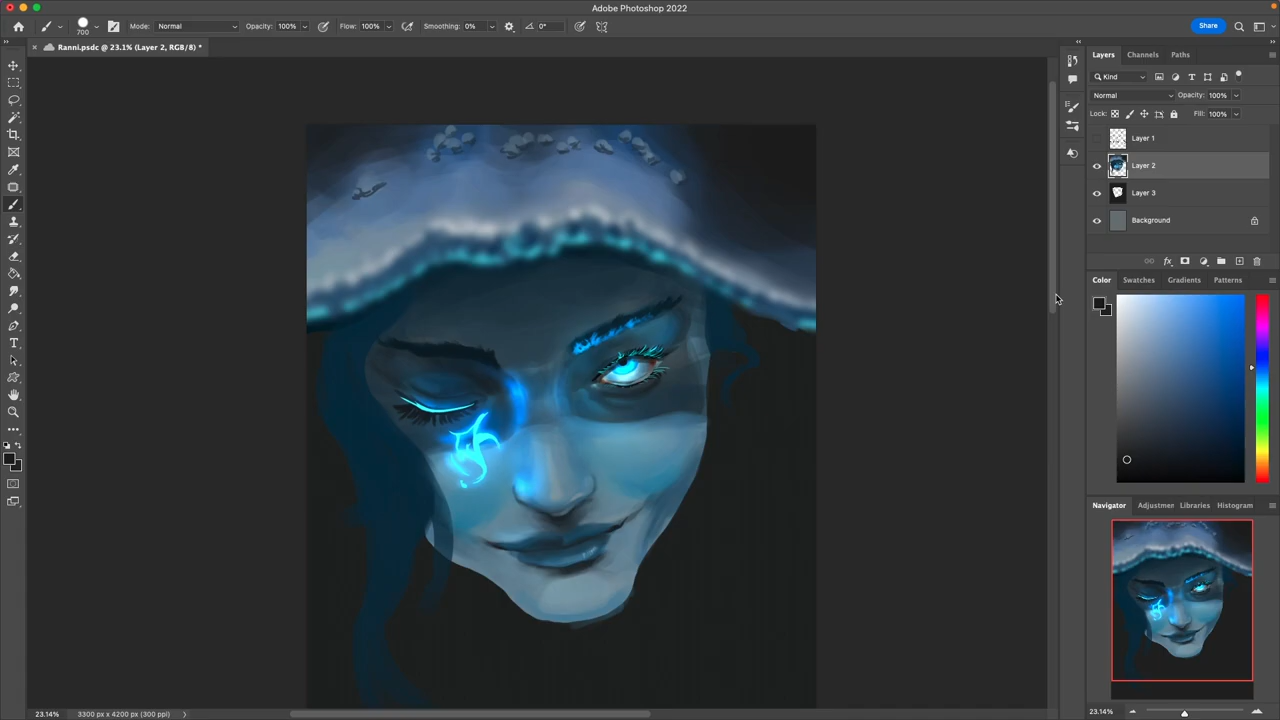 Adobe Photoshop 2022
700
Mode: Normal
Opacity: 100%
Flow: 100%
Smoothing: 0%
0°
Share
× Ranni.psdc @ 23.1% (Layer 2, RGB/8) *
Layers Channels Paths
Kind
Normal
Opacity: 100%
Lock:
Fill: 100%
Layer 1
Layer 2
Layer 3
Background
fx
Color Swatches Gradients Patterns
Navigator Adjustmen Libraries Histogram
23.14%
23.14% 3300 px x 4200 px (300 ppi)